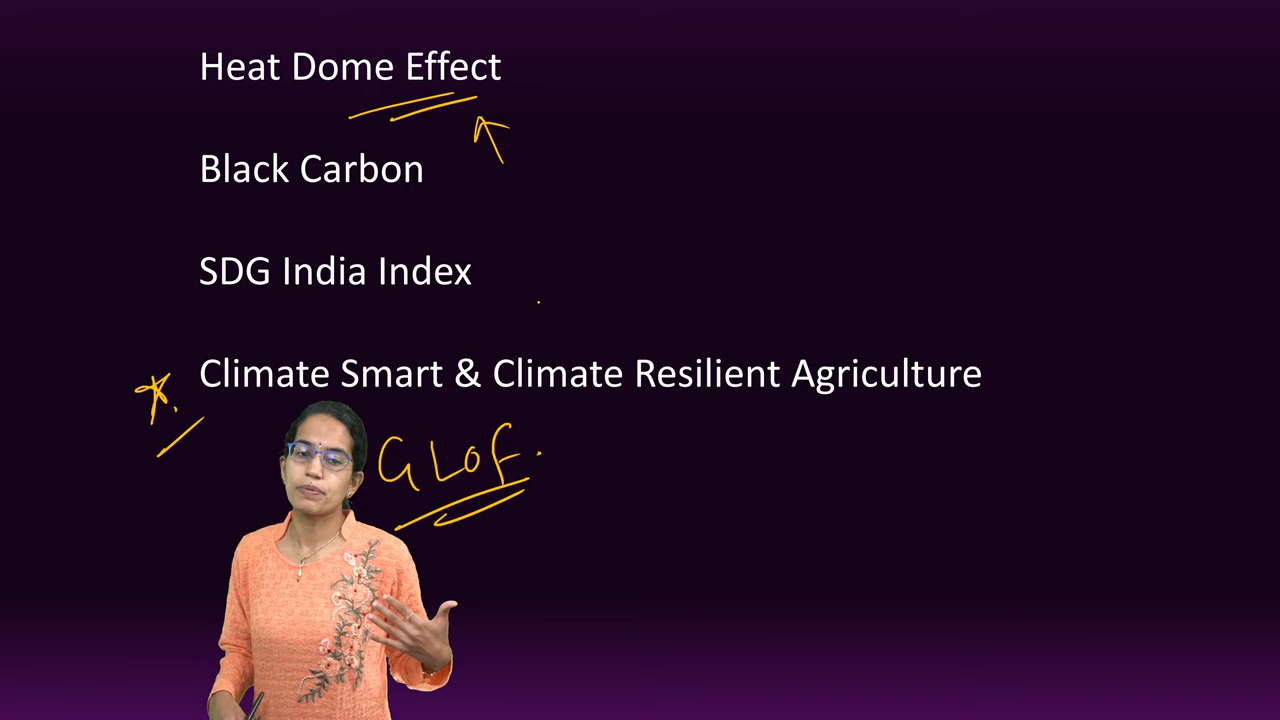 Heat Dome Effect
Black Carbon
SDG India Index
Climate Smart & Climate Resilient Agriculture
GLof.